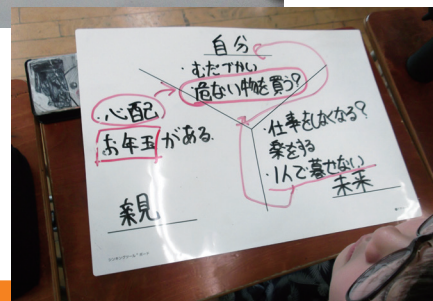 自分
・むだづかい
・危ない物を買う?
心配
お年玉がある。
親
・仕事をしなくなる?
楽をする
・1人で暮せない
未来